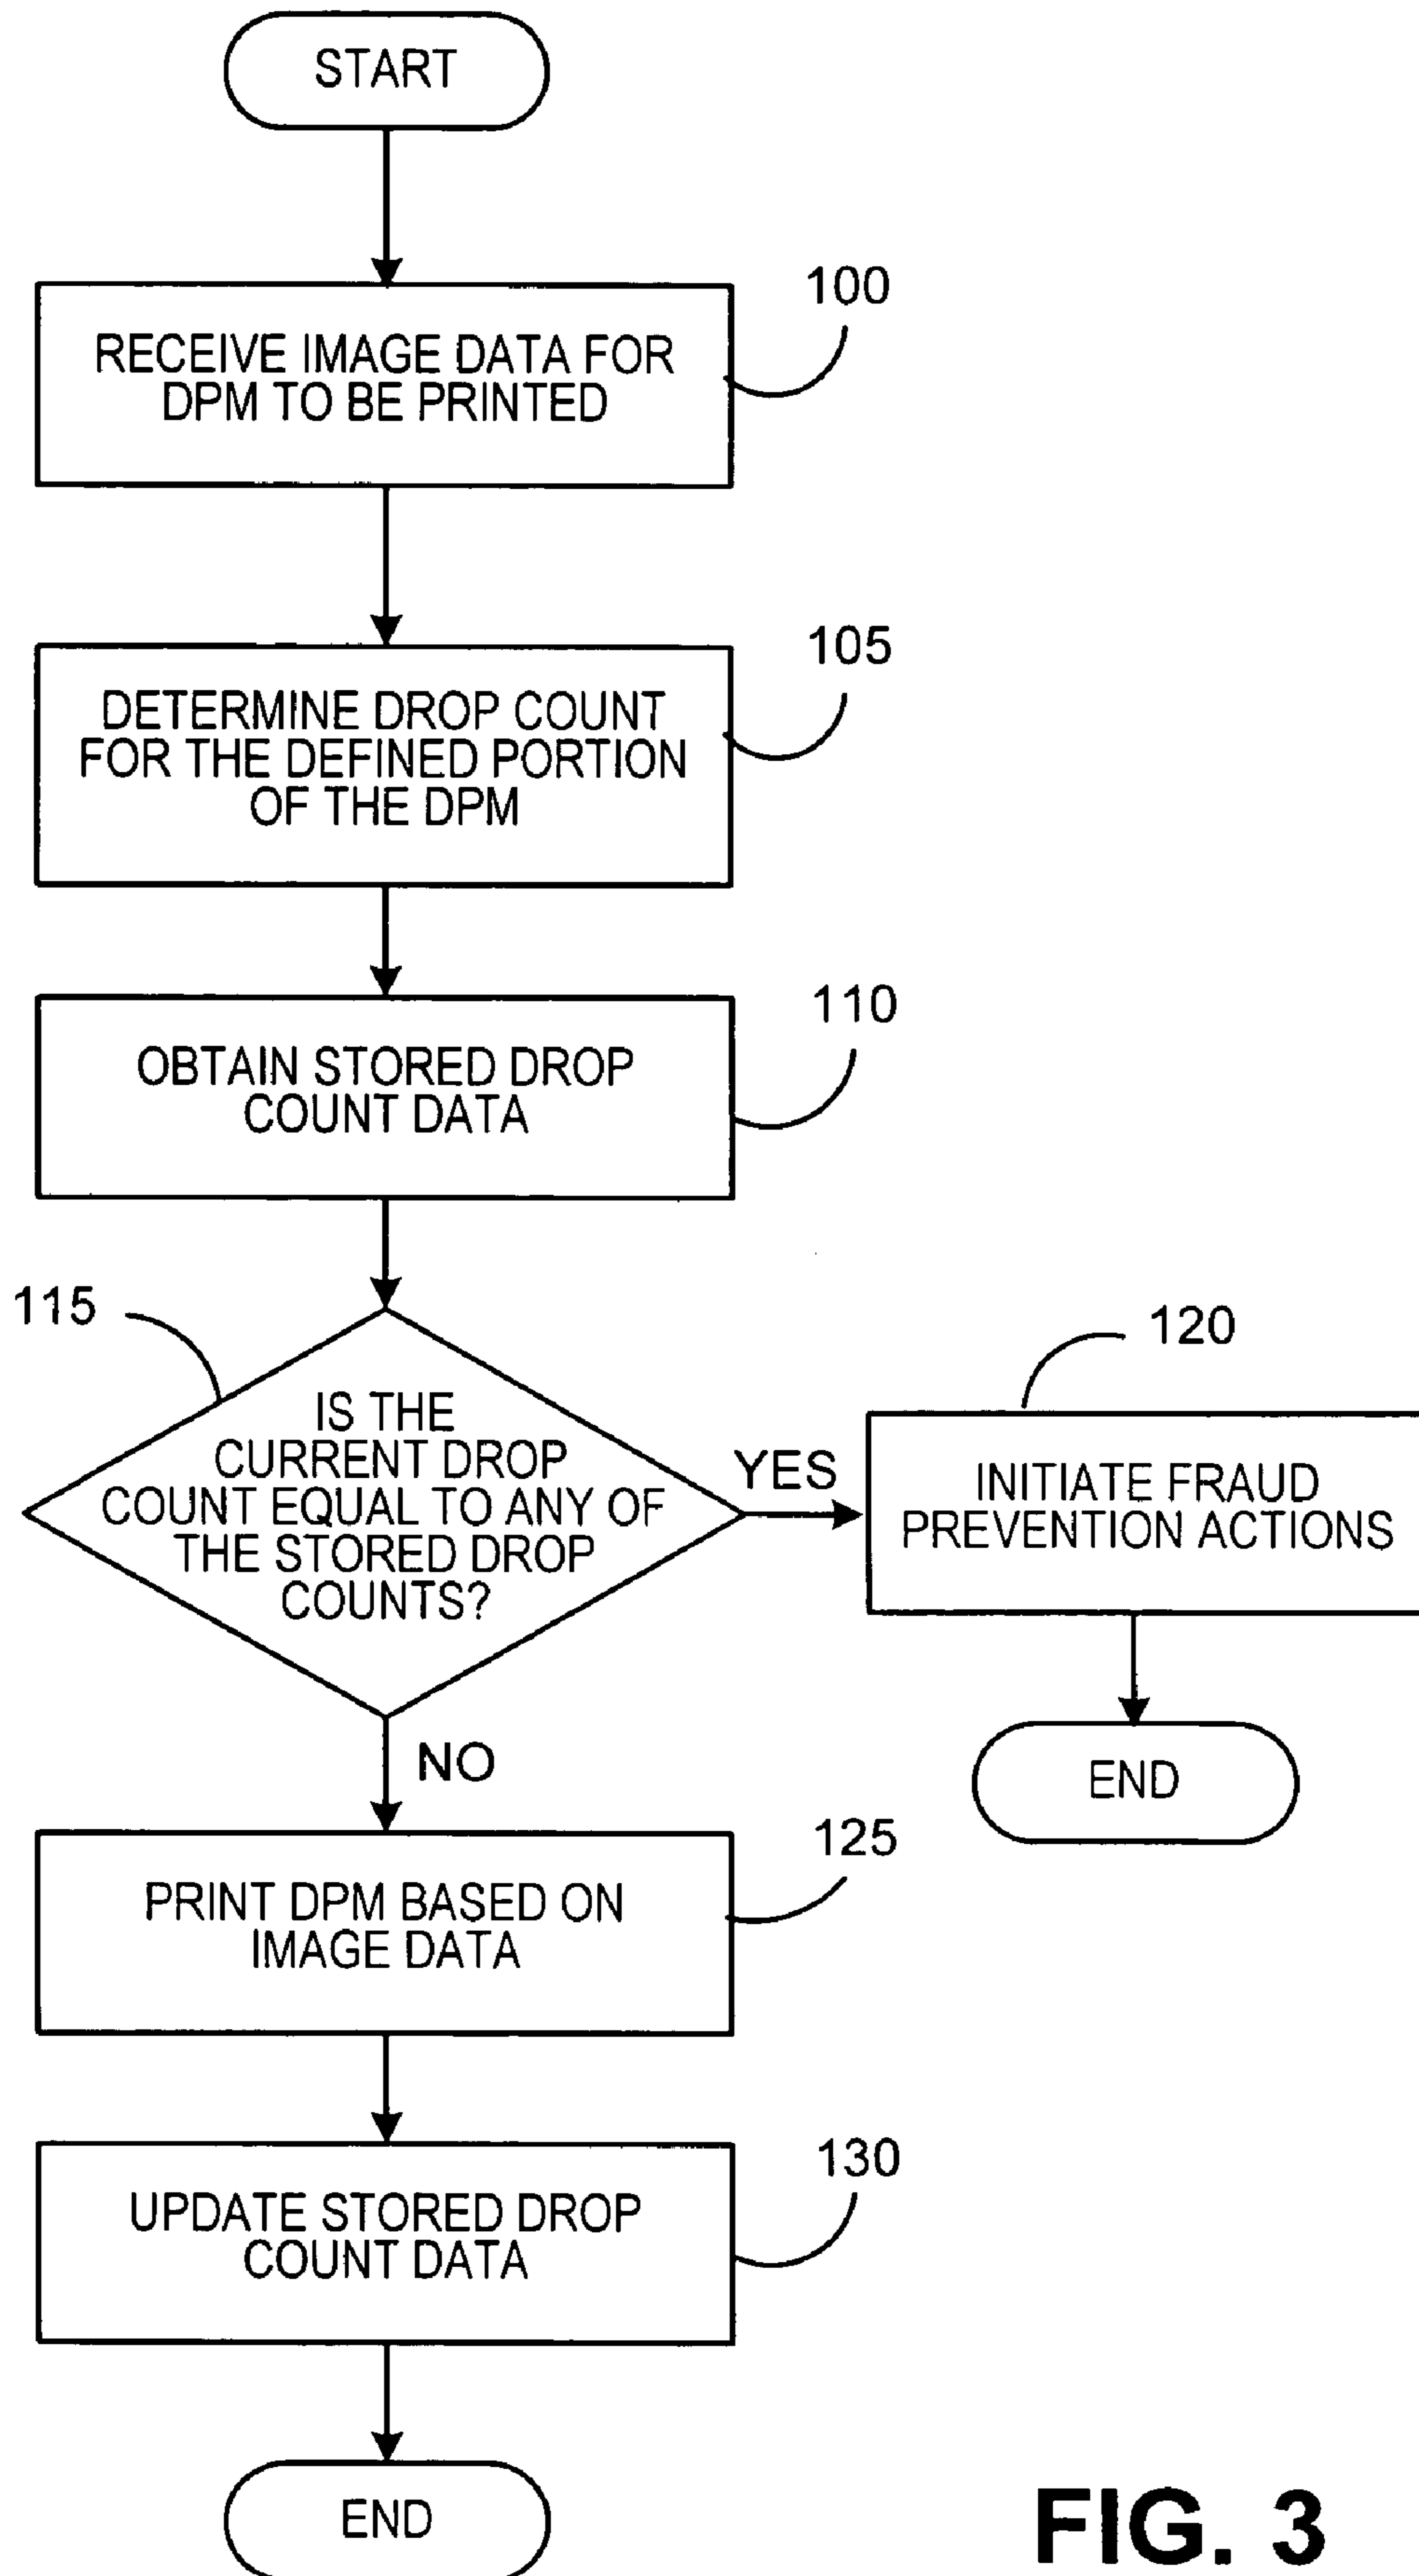 START
100
RECEIVE IMAGE DATA FOR
DPM TO BE PRINTED
105
DETERMINE DROP COUNT
FOR THE DEFINED PORTION
OF THE DPM
110
OBTAIN STORED DROP
COUNT DATA
115
IS THE
CURRENT DROP
COUNT EQUAL TO ANY OF
THE STORED DROP
COUNTS?
YES
120
INITIATE FRAUD
PREVENTION ACTIONS
END
NO
125
PRINT DPM BASED ON
IMAGE DATA
130
UPDATE STORED DROP
COUNT DATA
END
FIG. 3